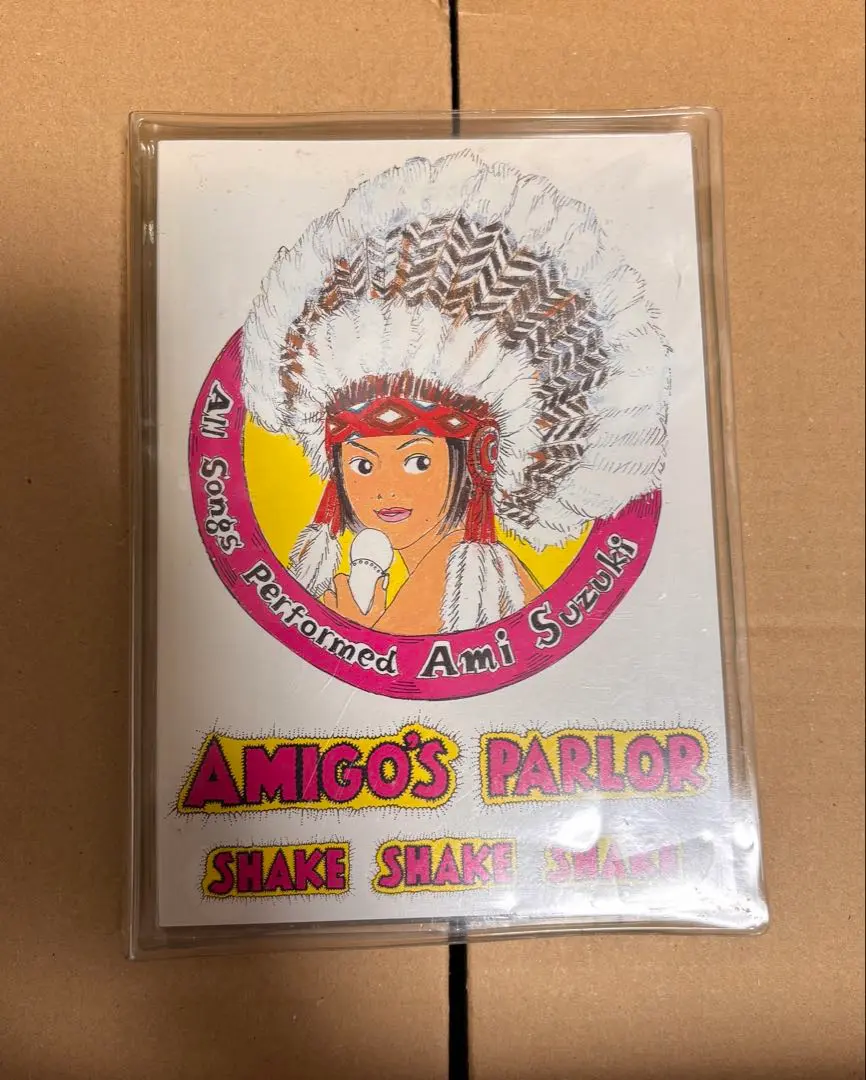 All Songs Performed Ami Suzuki
AMIGO'S PARLOR
SHAKE SHAKE SHAKE